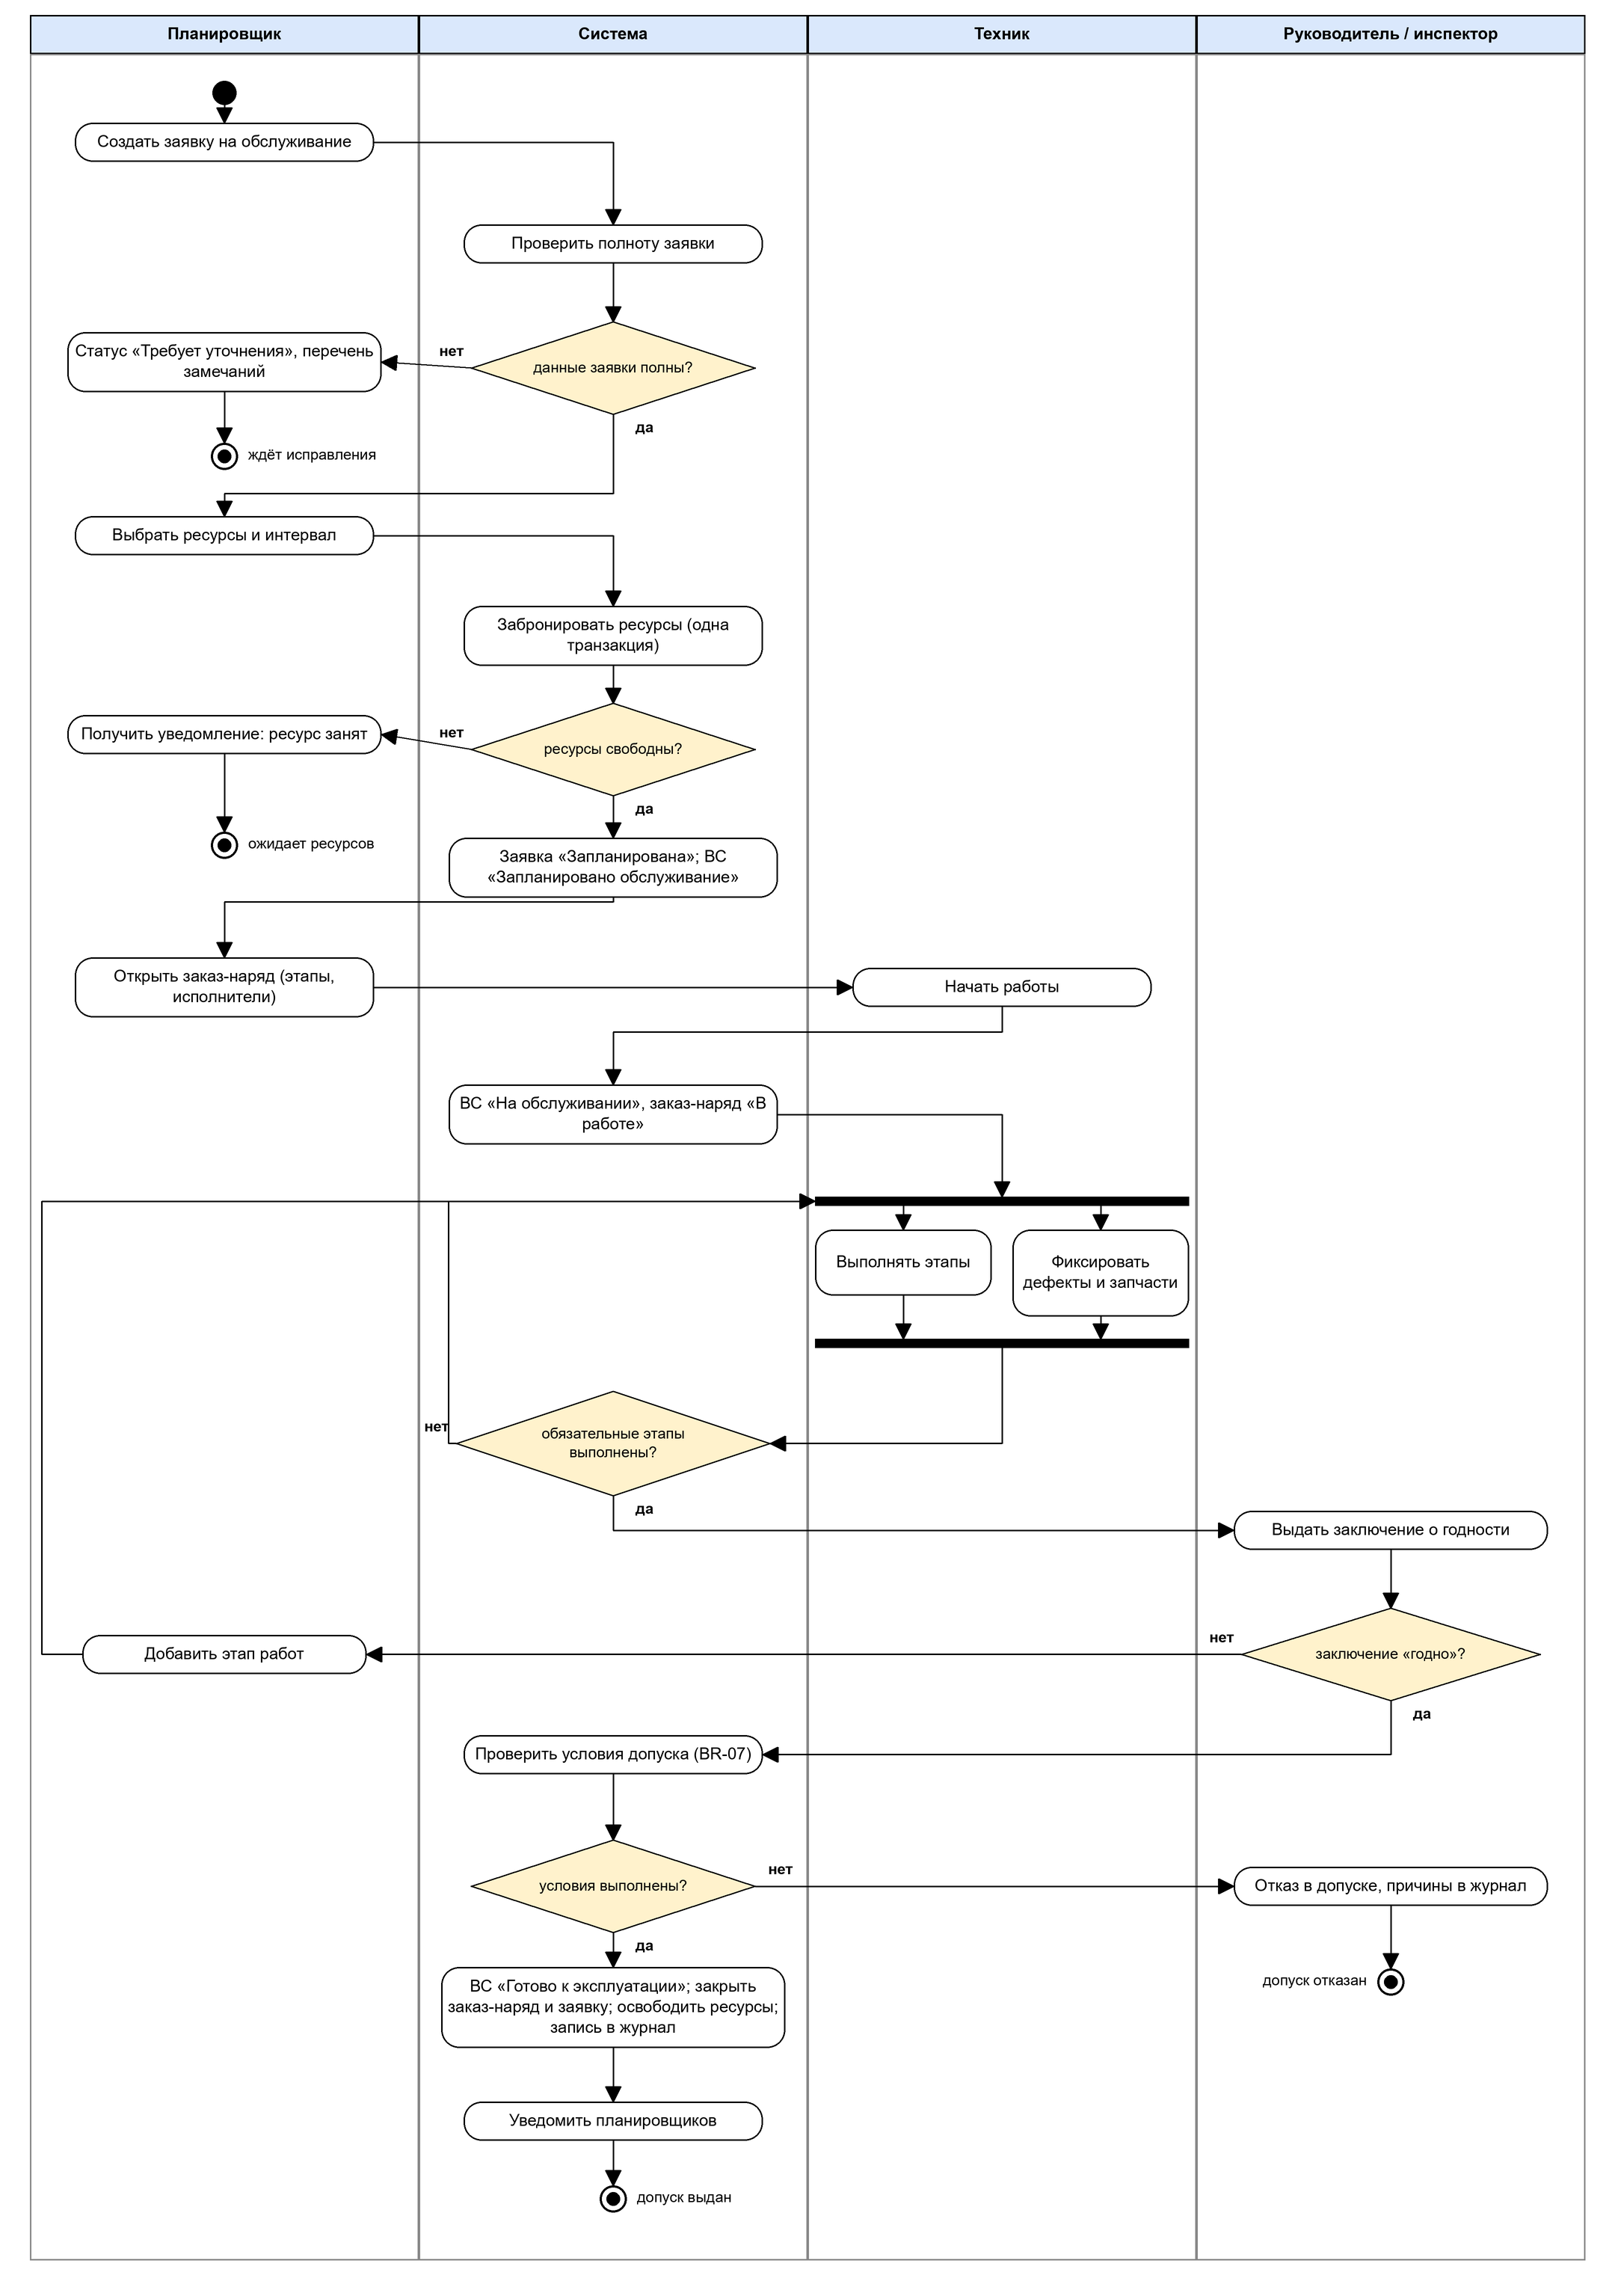 Планировщик
Система
Техник
Руководитель / инспектор
Создать заявку на обслуживание
Проверить полноту заявки
данные заявки полны?
нет
Статус «Требует уточнения», перечень
замечаний
да
ждёт исправления
Выбрать ресурсы и интервал
Забронировать ресурсы (одна
транзакция)
ресурсы свободны?
нет
Получить уведомление: ресурс занят
да
ожидает ресурсов
Заявка «Запланирована»; ВС
«Запланировано обслуживание»
Открыть заказ-наряд (этапы,
исполнители)
Начать работы
ВС «На обслуживании», заказ-наряд «В
работе»
Выполнять этапы
Фиксировать
дефекты и запчасти
нет
обязательные этапы
выполнены?
да
Выдать заключение о годности
нет
заключение «годно»?
Добавить этап работ
да
Проверить условия допуска (BR-07)
условия выполнены?
нет
Отказ в допуске, причины в журнал
да
допуск отказан
ВС «Готово к эксплуатации»; закрыть
заказ-наряд и заявку; освободить ресурсы;
запись в журнал
Уведомить планировщиков
допуск выдан